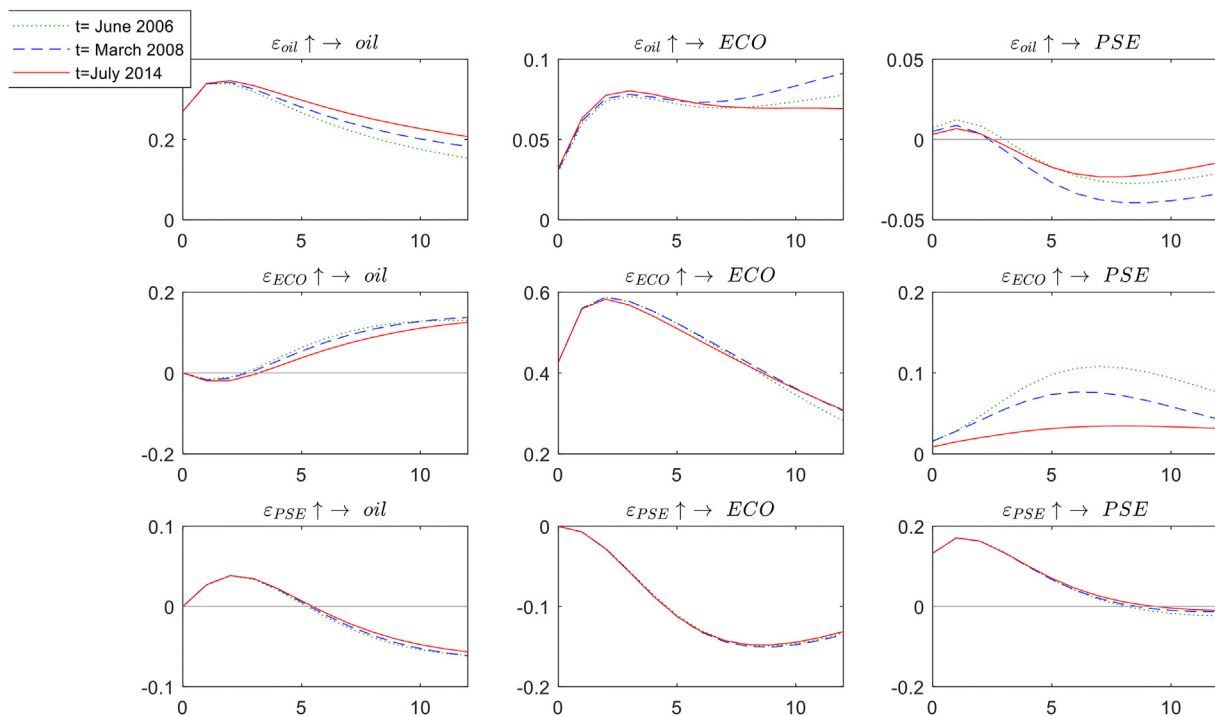 t= June 2006
t= March 2008
t=July 2014
ε_oil ↑ → oil
ε_oil ↑ → ECO
ε_oil ↑ → PSE
0.2
0
0 5 10
0.1
0.05
0
0 5 10
0.05
0
-0.05
0 5 10
ε_ECO ↑ → oil
ε_ECO ↑ → ECO
ε_ECO ↑ → PSE
0.2
0
-0.2
0 5 10
0.6
0.4
0.2
0 5 10
0.2
0.1
0
0 5 10
ε_PSE ↑ → oil
ε_PSE ↑ → ECO
ε_PSE ↑ → PSE
0.1
0
-0.1
0 5 10
0
-0.1
-0.2
0 5 10
0.2
0
-0.2
0 5 10